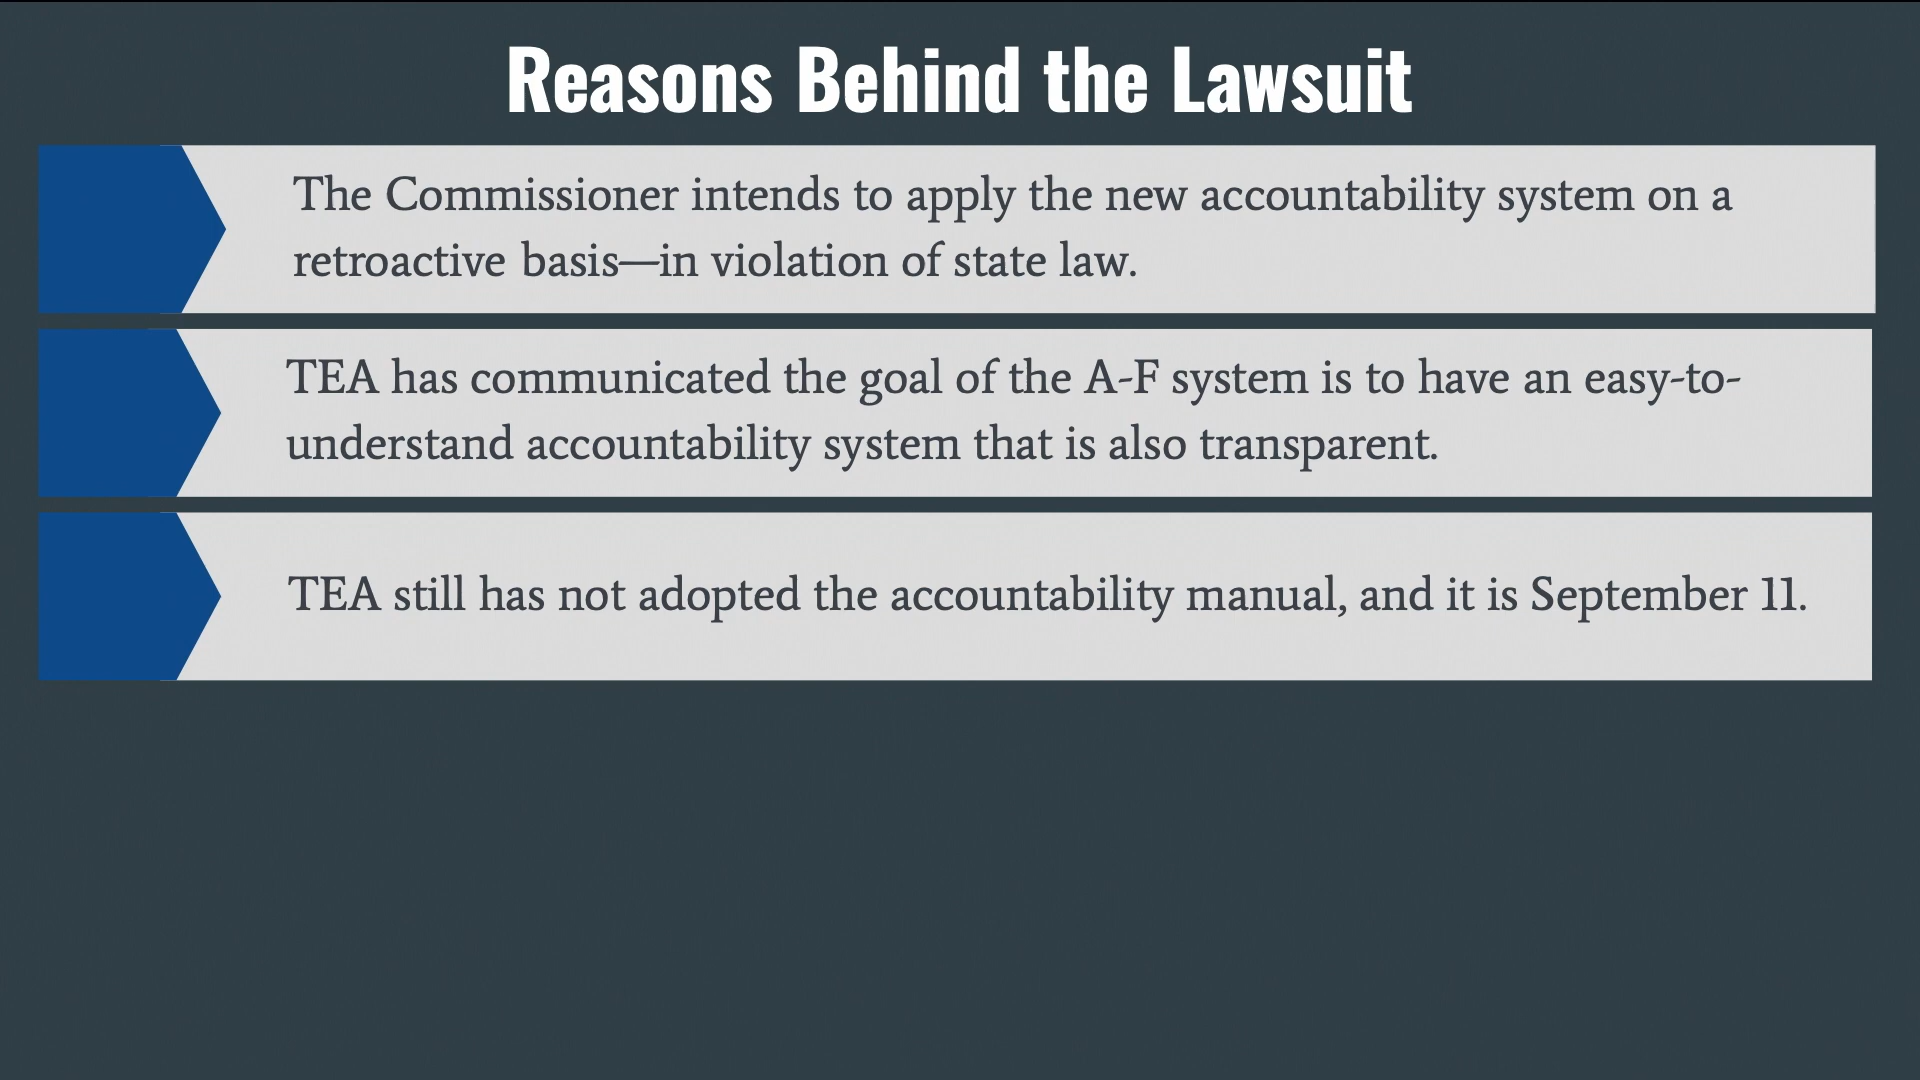 Reasons Behind the Lawsuit
The Commissioner intends to apply the new accountability system on a
retroactive basis—in violation of state law.
TEA has communicated the goal of the A-F system is to have an easy-to-
understand accountability system that is also transparent.
TEA still has not adopted the accountability manual, and it is September 11.